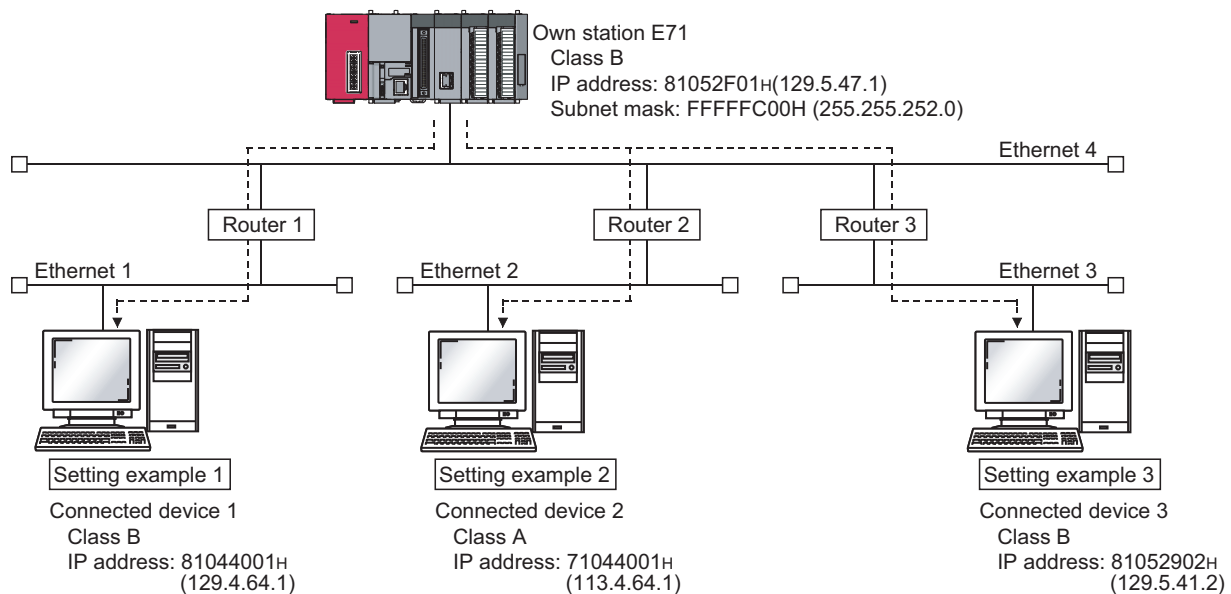 Own station E71
Class B
IP address: 81052F01H(129.5.47.1)
Subnet mask: FFFFFC00H (255.255.252.0)
Ethernet 4
Router 1
Router 2
Router 3
Ethernet 1
Ethernet 2
Ethernet 3
Setting example 1
Setting example 2
Setting example 3
Connected device 1
Class B
IP address: 81044001H
(129.4.64.1)
Connected device 2
Class A
IP address: 71044001H
(113.4.64.1)
Connected device 3
Class B
IP address: 81052902H
(129.5.41.2)